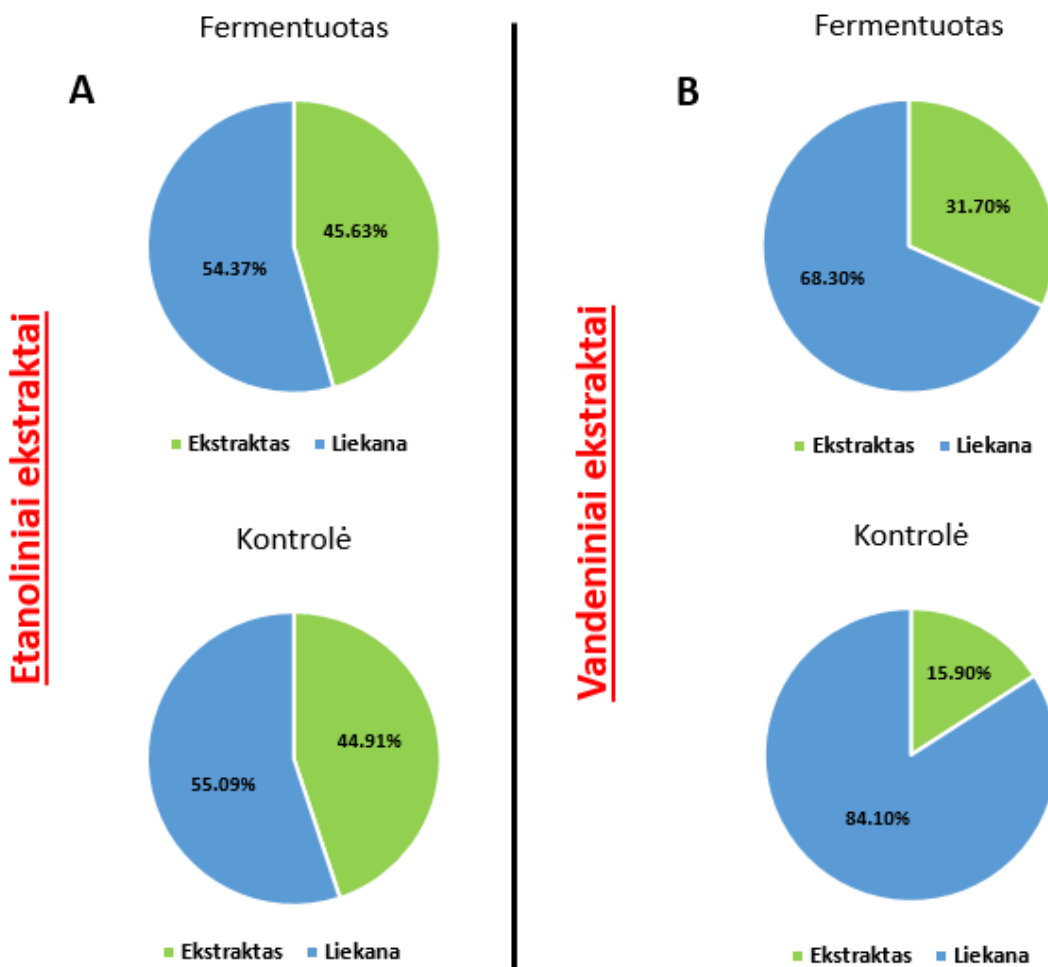 Etanoliniai ekstraktai
A
Fermentuotas
45.63%
54.37%
Ekstraktas Liekana
Kontrolė
44.91%
55.09%
Ekstraktas Liekana
Vandeniniai ekstraktai
B
Fermentuotas
31.70%
68.30%
Ekstraktas Liekana
Kontrolė
15.90%
84.10%
Ekstraktas Liekana